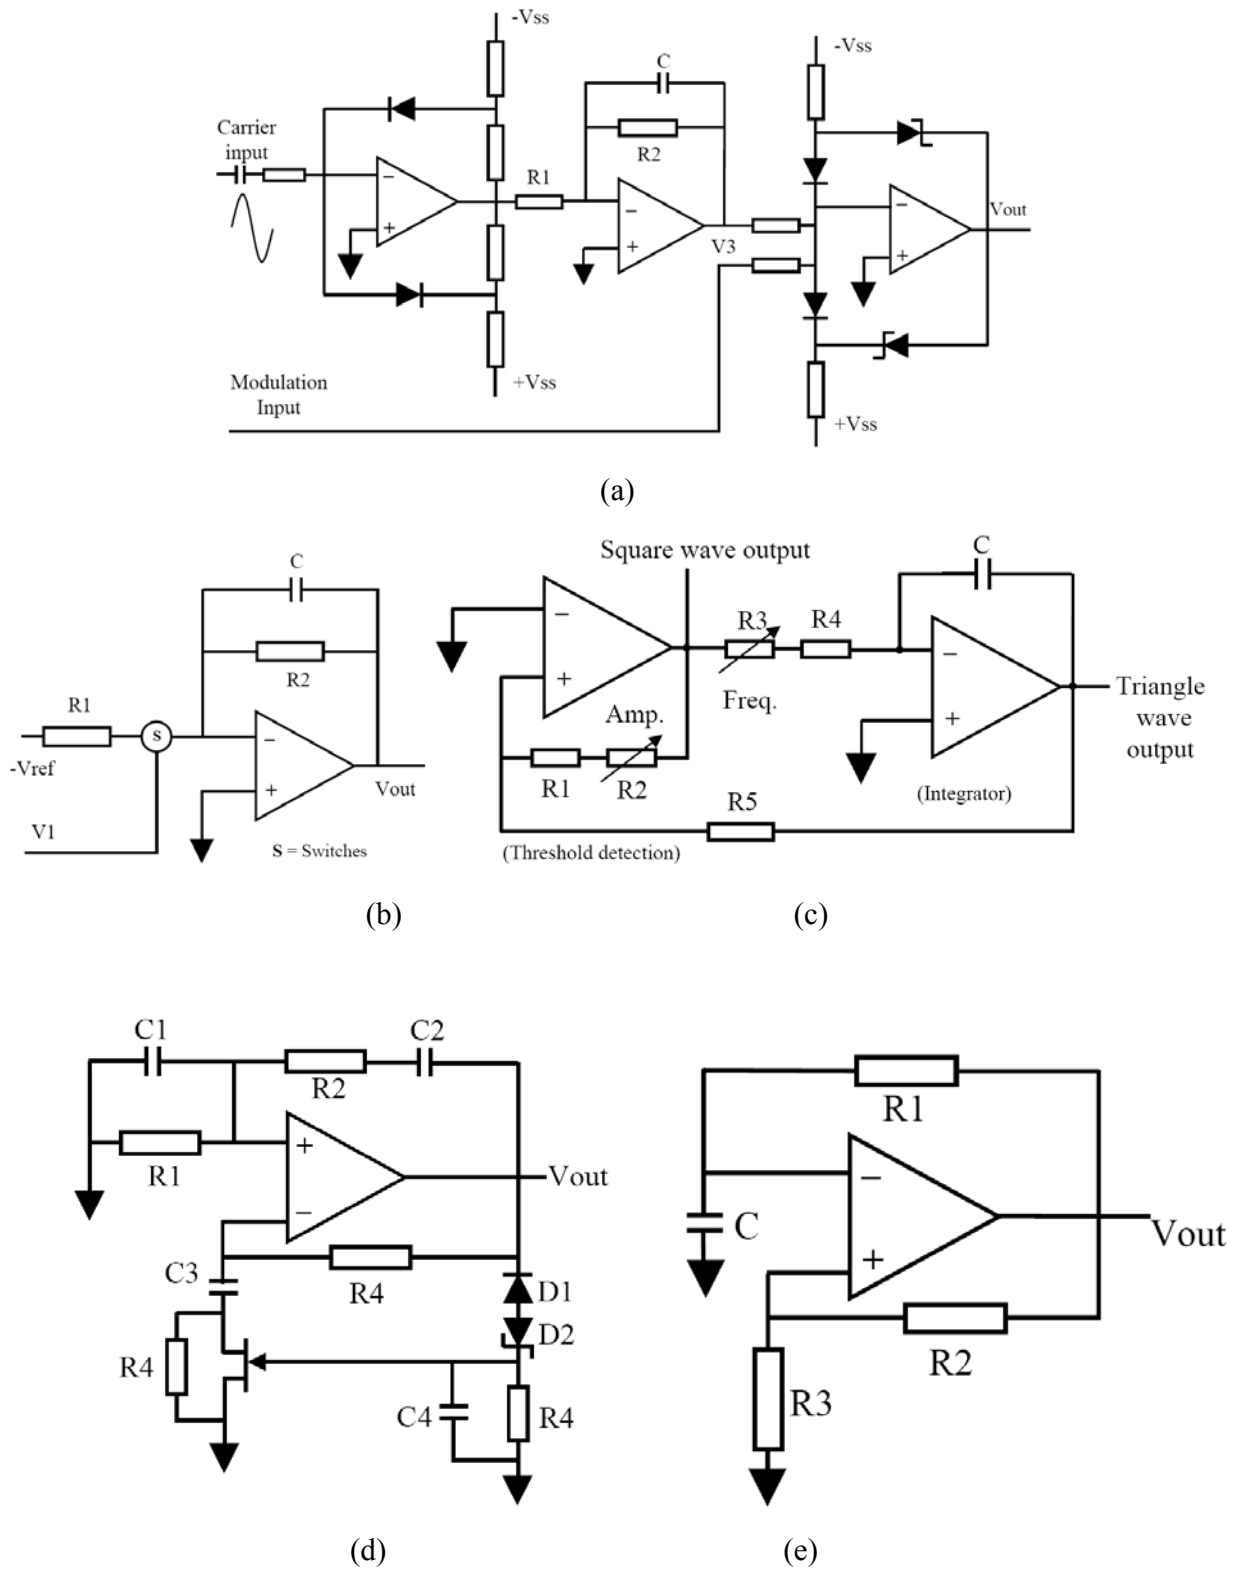 -Vss
-Vss
C
Carrier
input
R2
R1
−
+
−
+
V3
−
+
Vout
Modulation
Input
+Vss
+Vss
(a)
C
R2
R1
S
-Vref
−
+
Vout
V1
S = Switches
(b)
Square wave output
C
−
+
R3
R4
Freq.
Amp.
R1
R2
−
+
Triangle
wave
output
(Integrator)
R5
(Threshold detection)
(c)
C1
C2
R2
R1
+
−
Vout
C3
R4
D1
D2
R4
C4
R4
(d)
R1
−
+
C
Vout
R2
R3
(e)